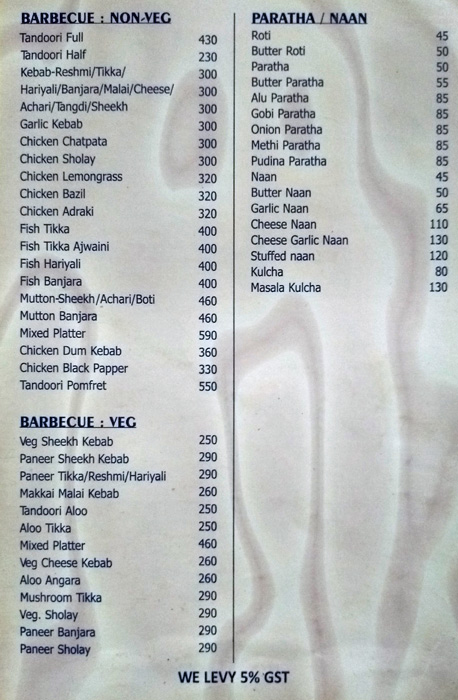 BARBECUE : NON-VEG
Tandoori Full 430
Tandoori Half 230
Kebab-Reshmi/Tikka/ 300
Hariyali/Banjara/Malai/Cheese/ 300
Achari/Tangdi/Sheekh 300
Garlic Kebab 300
Chicken Chatpata 300
Chicken Sholay 300
Chicken Lemongrass 320
Chicken Bazil 320
Chicken Adraki 320
Fish Tikka 400
Fish Tikka Ajwaini 400
Fish Hariyali 400
Fish Banjara 400
Mutton-Sheekh/Achari/Boti 460
Mutton Banjara 460
Mixed Platter 590
Chicken Dum Kebab 360
Chicken Black Papper 330
Tandoori Pomfret 550
BARBECUE : VEG
Veg Sheekh Kebab 250
Paneer Sheekh Kebab 290
Paneer Tikka/Reshmi/Hariyali 290
Makkai Malai Kebab 260
Tandoori Aloo 250
Aloo Tikka 250
Mixed Platter 460
Veg Cheese Kebab 260
Aloo Angara 260
Mushroom Tikka 290
Veg. Sholay 290
Paneer Banjara 290
Paneer Sholay 290
PARATHA / NAAN
Roti 45
Butter Roti 50
Paratha 50
Butter Paratha 55
Alu Paratha 85
Gobi Paratha 85
Onion Paratha 85
Methi Paratha 85
Pudina Paratha 85
Naan 45
Butter Naan 50
Garlic Naan 65
Cheese Naan 110
Cheese Garlic Naan 130
Stuffed naan 120
Kulcha 80
Masala Kulcha 130
WE LEVY 5% GST